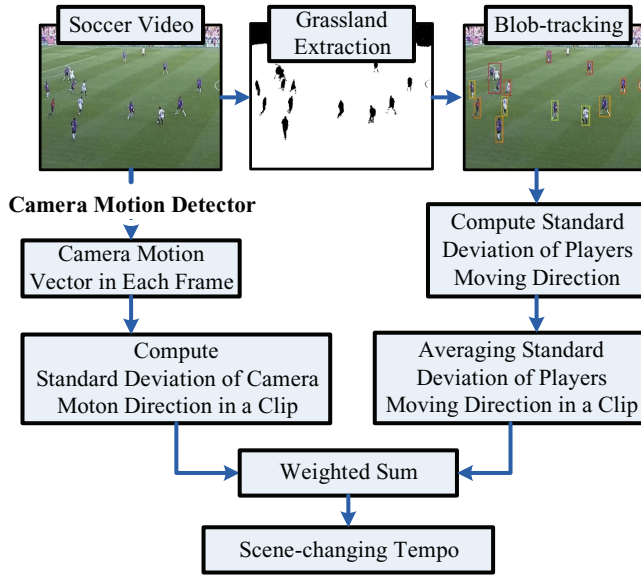 Soccer Video
Grassland
Extraction
Blob-tracking
Camera Motion Detector
Camera Motion
Vector in Each Frame
Compute Standard
Deviation of Players
Moving Direction
Compute
Standard Deviation of Camera
Moton Direction in a Clip
Averaging Standard
Deviation of Players
Moving Direction in a Clip
Weighted Sum
Scene-changing Tempo